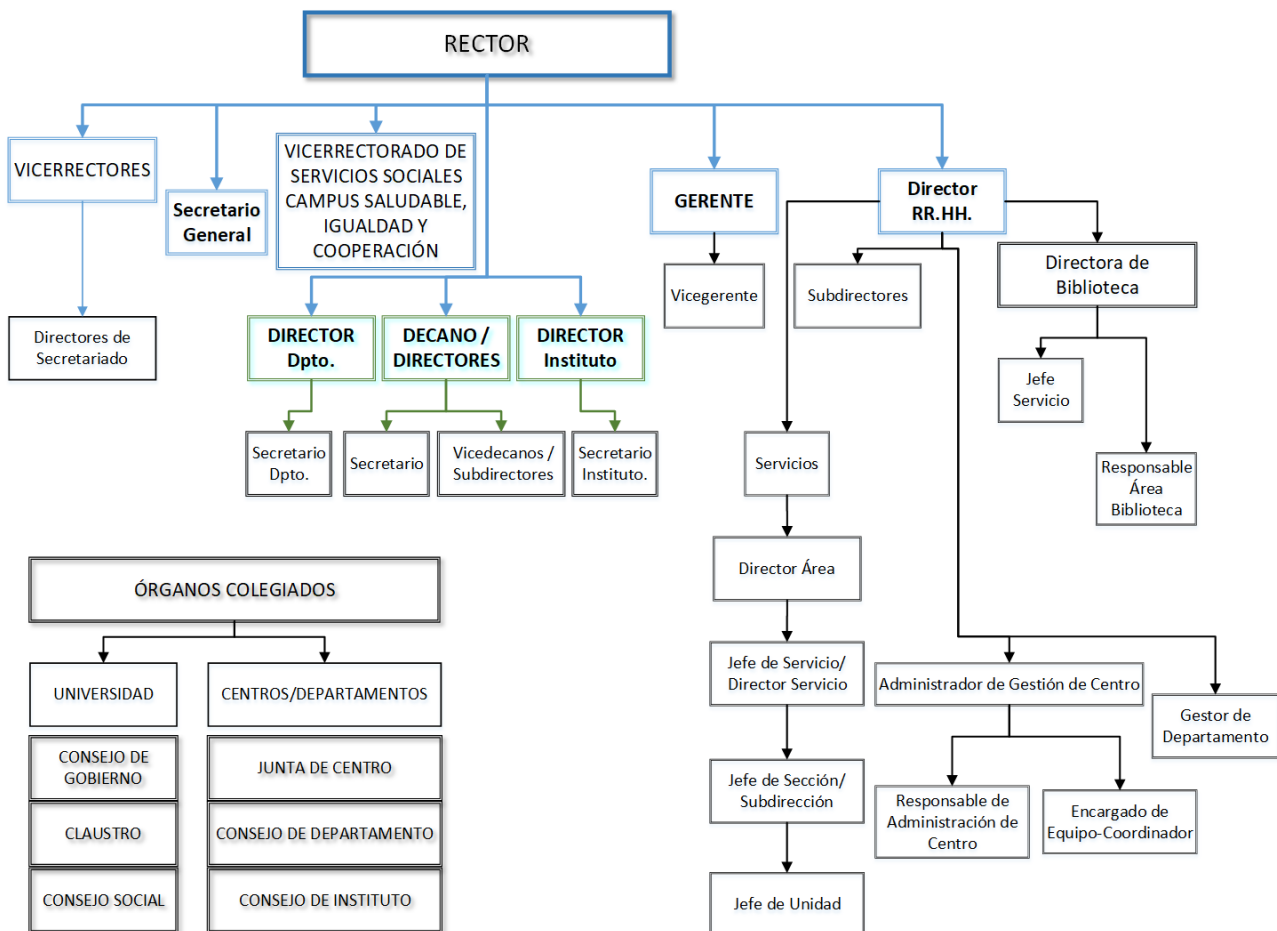 RECTOR
VICERRECTORES
Secretario
General
VICERRECTORADO DE
SERVICIOS SOCIALES
CAMPUS SALUDABLE,
IGUALDAD Y
COOPERACIÓN
GERENTE
Director
RR.HH.
Directores de
Secretariado
Vicegerente
Subdirectores
Directora de
Biblioteca
DIRECTOR
Dpto.
DECANO /
DIRECTORES
DIRECTOR
Instituto
Jefe
Servicio
Secretario
Dpto.
Secretario
Vicedecanos /
Subdirectores
Secretario
Instituto.
Servicios
Responsable
Área
Biblioteca
Director Área
ÓRGANOS COLEGIADOS
UNIVERSIDAD
CENTROS/DEPARTAMENTOS
Jefe de Servicio/
Director Servicio
Administrador de Gestión de Centro
Gestor de
Departamento
CONSEJO DE
GOBIERNO
JUNTA DE CENTRO
Jefe de Sección/
Subdirección
CLAUSTRO
CONSEJO DE DEPARTAMENTO
Responsable de
Administración de
Centro
Encargado de
Equipo-Coordinador
CONSEJO SOCIAL
CONSEJO DE INSTITUTO
Jefe de Unidad